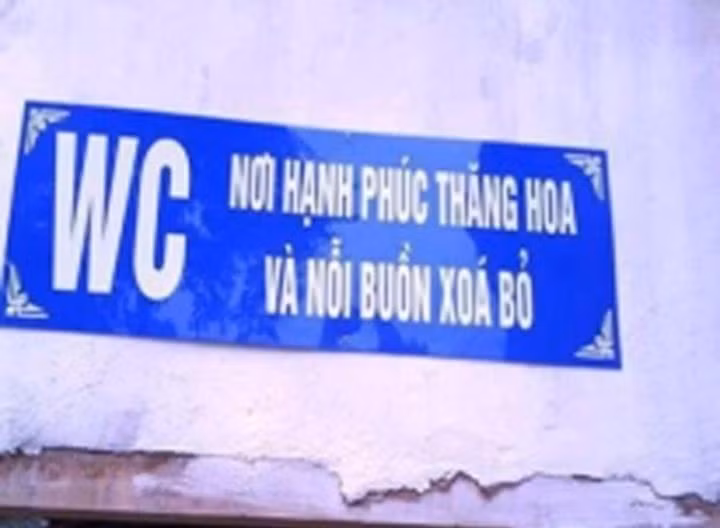 WC
NƠI HẠNH PHÚC THĂNG HOA
VÀ NỖI BUỒN XOÁ BỎ